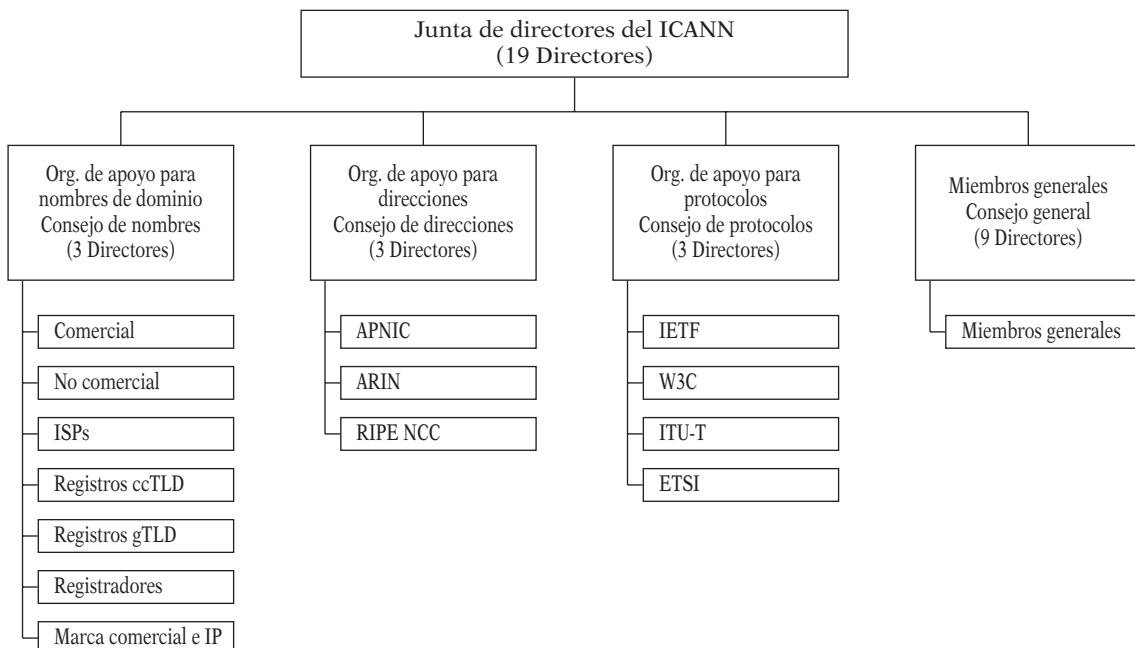 Junta de directores del ICANN
(19 Directores)
Org. de apoyo para
nombres de dominio
Consejo de nombres
(3 Directores)
Comercial
No comercial
ISPs
Registros ccTLD
Registros gTLD
Registradores
Marca comercial e IP
Org. de apoyo para
direcciones
Consejo de direcciones
(3 Directores)
APNIC
ARIN
RIPE NCC
Org. de apoyo para
protocolos
Consejo de protocolos
(3 Directores)
IETF
W3C
ITU-T
ETSI
Miembros generales
Consejo general
(9 Directores)
Miembros generales